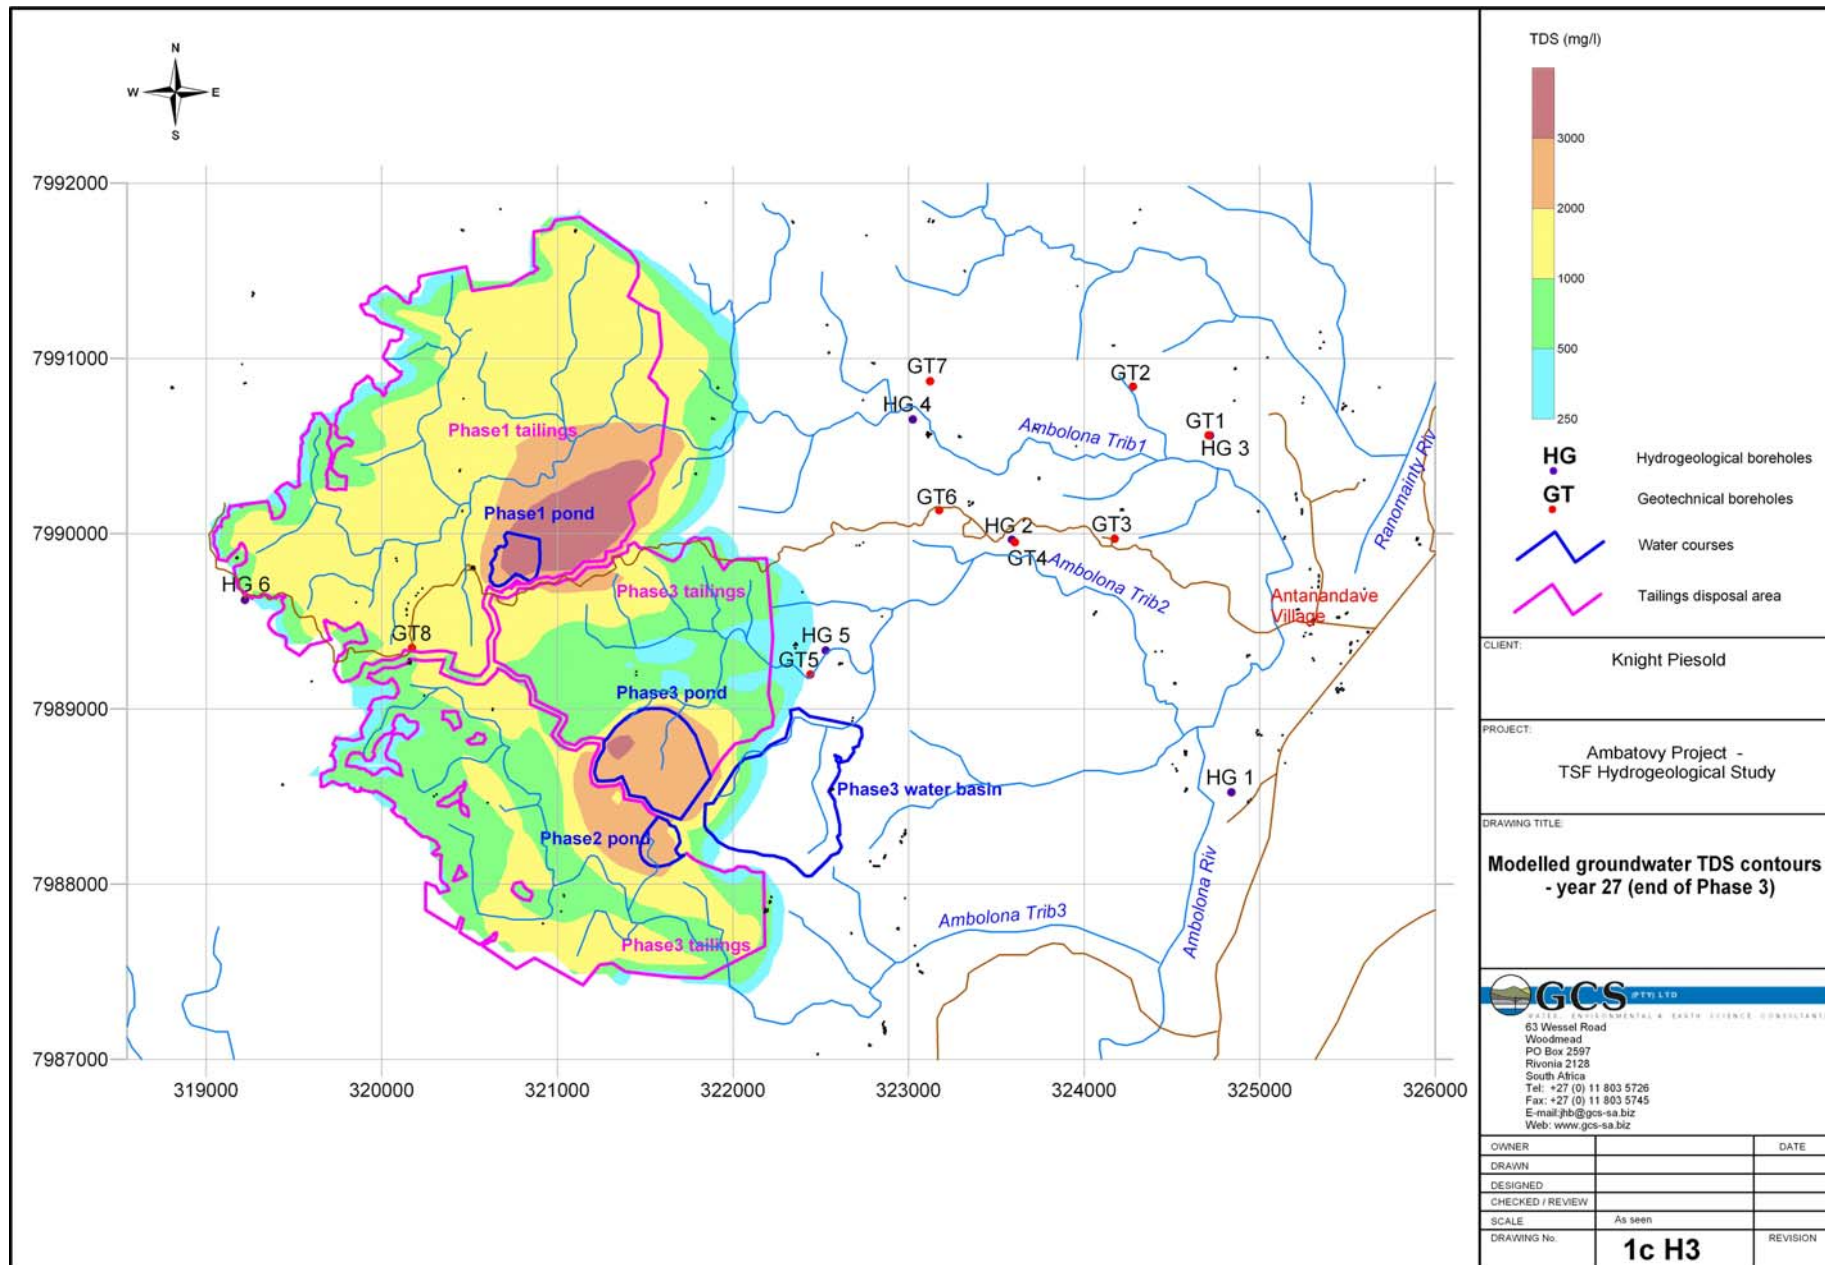 N
W
E
S
7992000
7991000
7990000
7989000
7988000
7987000
319000
320000
321000
322000
323000
324000
325000
326000
GT7
HG 4
GT2
GT1
HG 3
Ambolona Trib1
Ranomainty Riv
Phase1 tailings
Phase1 pond
GT6
HG 2
GT4
GT3
Ambolona Trib2
HG 6
Phase3 tailings
Antanandave
Village
GT8
HG 5
GT5
Phase3 pond
Phase3 water basin
HG 1
Phase2 pond
Ambolona Riv
Ambolona Trib3
Phase3 tailings
TDS (mg/l)
3000
2000
1000
500
250
HG
Hydrogeological boreholes
GT
Geotechnical boreholes
Water courses
Tailings disposal area
CLIENT:
Knight Piesold
PROJECT:
Ambatovy Project -
TSF Hydrogeological Study
DRAWING TITLE:
Modelled groundwater TDS contours
- year 27 (end of Phase 3)
GCS (PTY) LTD
WATER, ENVIRONMENTAL & EARTH SCIENCE CONSULTANTS
63 Wessel Road
Woodmead
PO Box 2597
Rivonia 2128
South Africa
Tel: +27 (0) 11 803 5726
Fax: +27 (0) 11 803 5745
E-mail:jhb@gcs-sa.biz
Web: www.gcs-sa.biz
OWNER
DATE
DRAWN
DESIGNED
CHECKED / REVIEW
SCALE
As seen
DRAWING No.
1c H3
REVISION